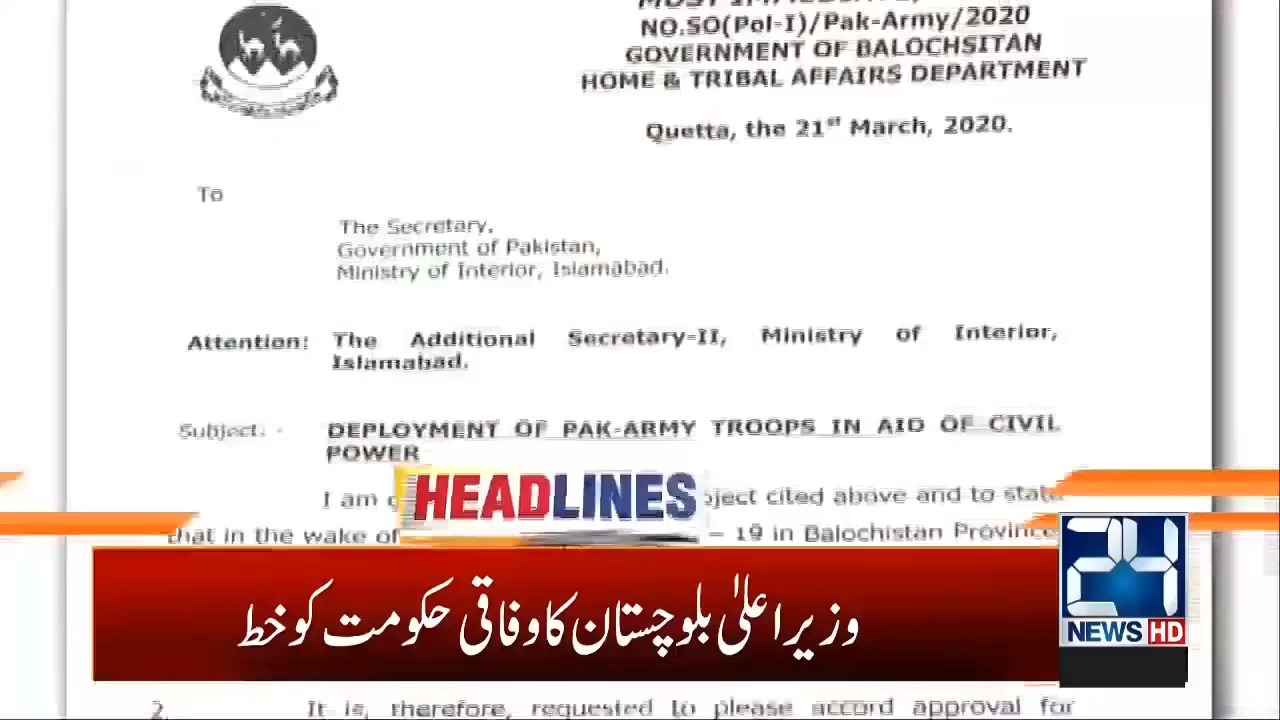 NO.SO(Pol-I)/Pak-Army/2020
GOVERNMENT OF BALOCHSITAN
HOME & TRIBAL AFFAIRS DEPARTMENT
Quetta, the 21st March, 2020.
To
The Secretary,
Government of Pakistan,
Ministry of Interior, Islamabad.
Attention: The Additional Secretary-II, Ministry of Interior,
Islamabad.
Subject. - DEPLOYMENT OF PAK-ARMY TROOPS IN AID OF CIVIL
POWER
I am cited above and to state
that in the wake of – 19 in Balochistan Province
HEADLINES
وزیراعلیٰ بلوچستان کا وفاقی حکومت کو خط
24
NEWS HD
2. It is, therefore, requested to please accord approval for